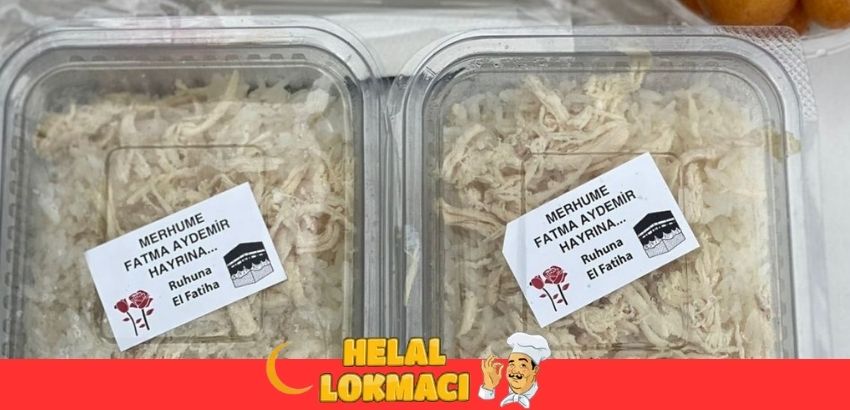 MERHUME
FATMA AYDEMİR
HAYRINA...
Ruhuna
El Fatiha
MERHUME
FATMA AYDEMİR
HAYRINA...
Ruhuna
El Fatiha
HELAL
LOKMACI